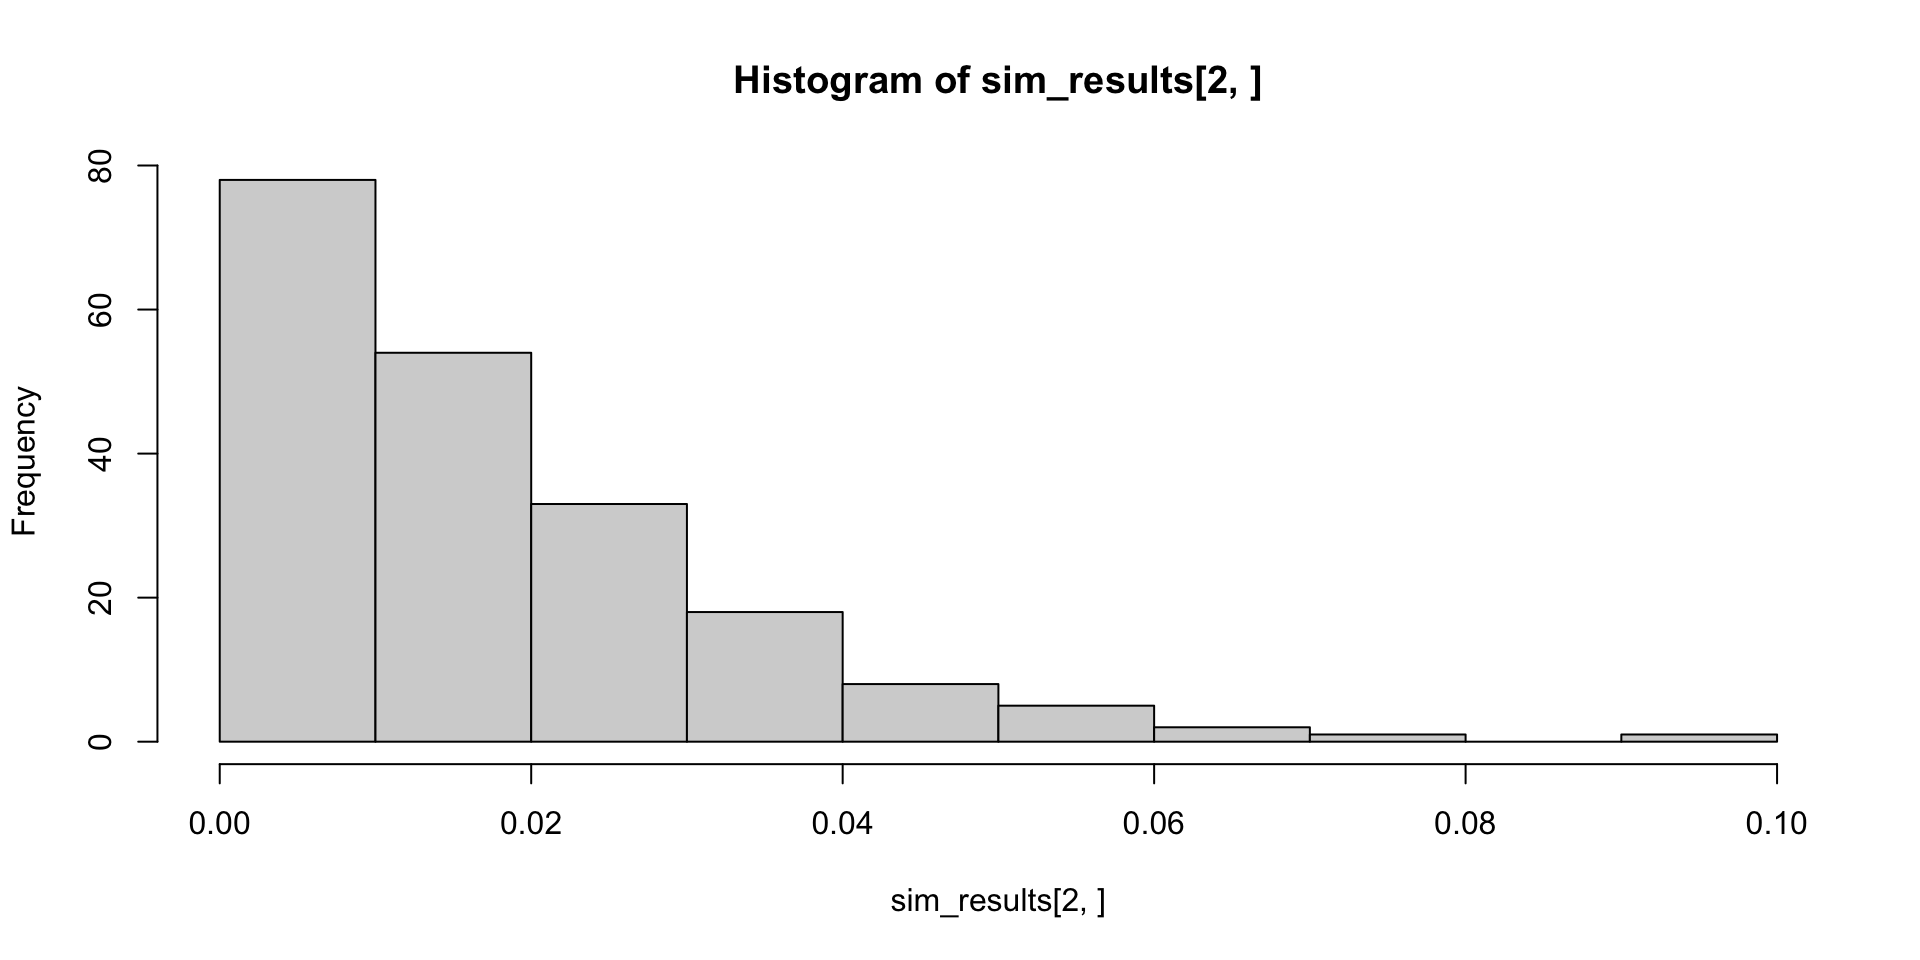 Histogram of sim_results[2, ]
Frequency
80
60
40
20
0
0.00 0.02 0.04 0.06 0.08 0.10
sim_results[2, ]